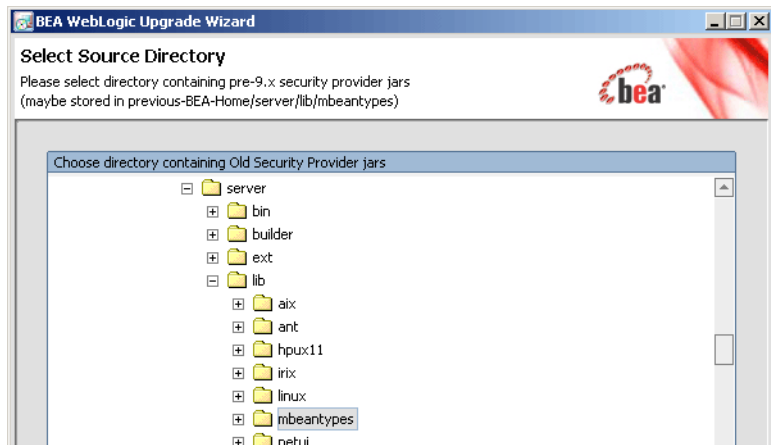 BEA WebLogic Upgrade Wizard
Select Source Directory
Please select directory containing pre-9.x security provider jars
(maybe stored in previous-BEA-Home/server/lib/mbeantypes)
bea
Choose directory containing Old Security Provider jars
server
bin
builder
ext
lib
aix
ant
hpux11
irix
linux
mbeantypes
netui